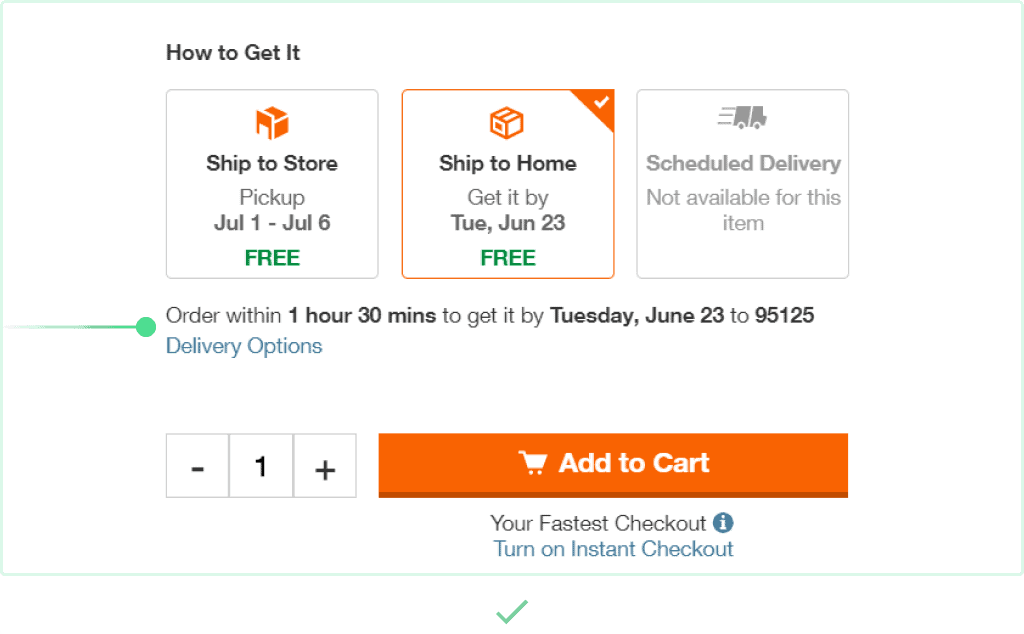 How to Get It
Ship to Store
Pickup
Jul 1 - Jul 6
FREE
Ship to Home
Get it by
Tue, Jun 23
FREE
Scheduled Delivery
Not available for this
item
Order within 1 hour 30 mins to get it by Tuesday, June 23 to 95125
Delivery Options
- 1 +
Add to Cart
Your Fastest Checkout
Turn on Instant Checkout